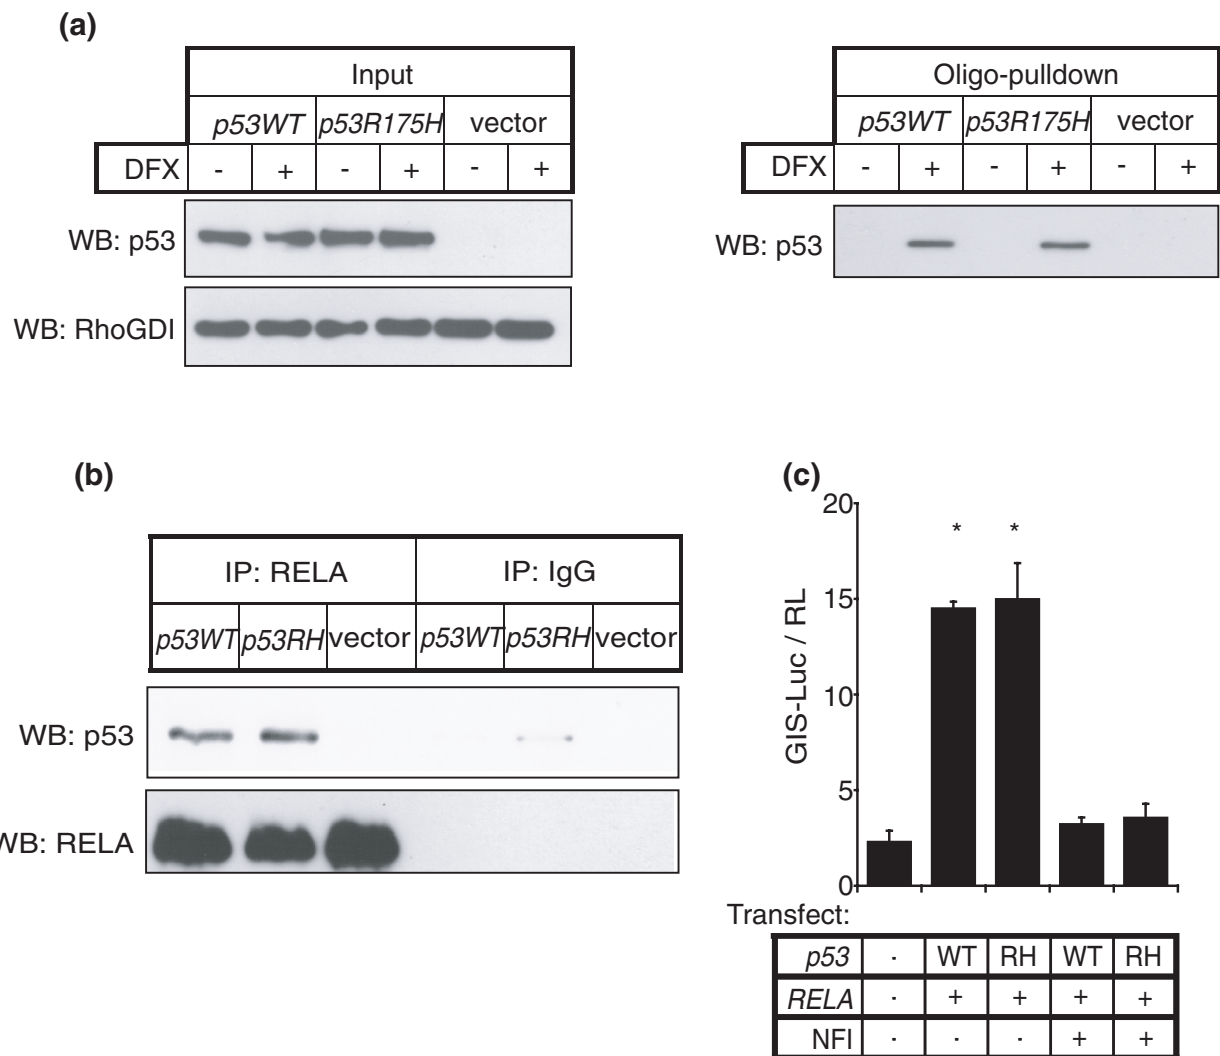 (a)
Input
p53WT p53R175H vector
DFX - + - + - +
WB: p53
WB: RhoGDI
Oligo-pulldown
p53WT p53R175H vector
DFX - + - + - +
WB: p53
(b)
IP: RELA IP: IgG
p53WT p53RH vector p53WT p53RH vector
WB: p53
WB: RELA
(c)
GIS-Luc / RL
20
15
10
5
0
* *
Transfect:
p53 - WT RH WT RH
RELA - + + + +
NFI - - - + +